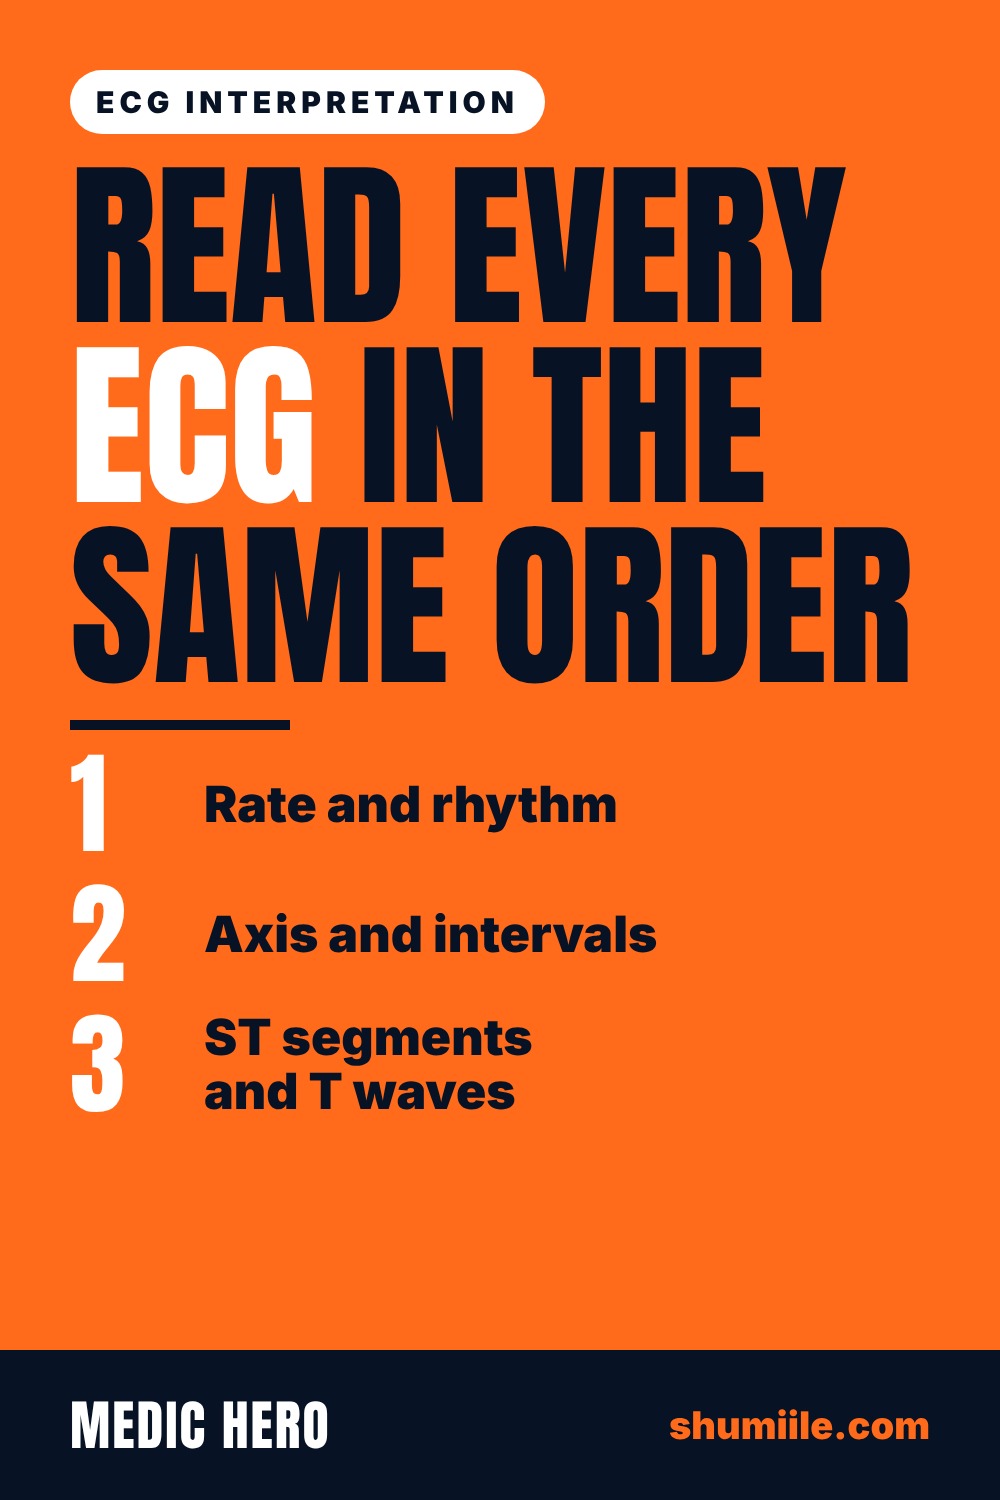 ECG INTERPRETATION
READ EVERY
ECG IN THE
SAME ORDER
1 Rate and rhythm
2 Axis and intervals
3 ST segments
and T waves
MEDIC HERO
shumiile.com